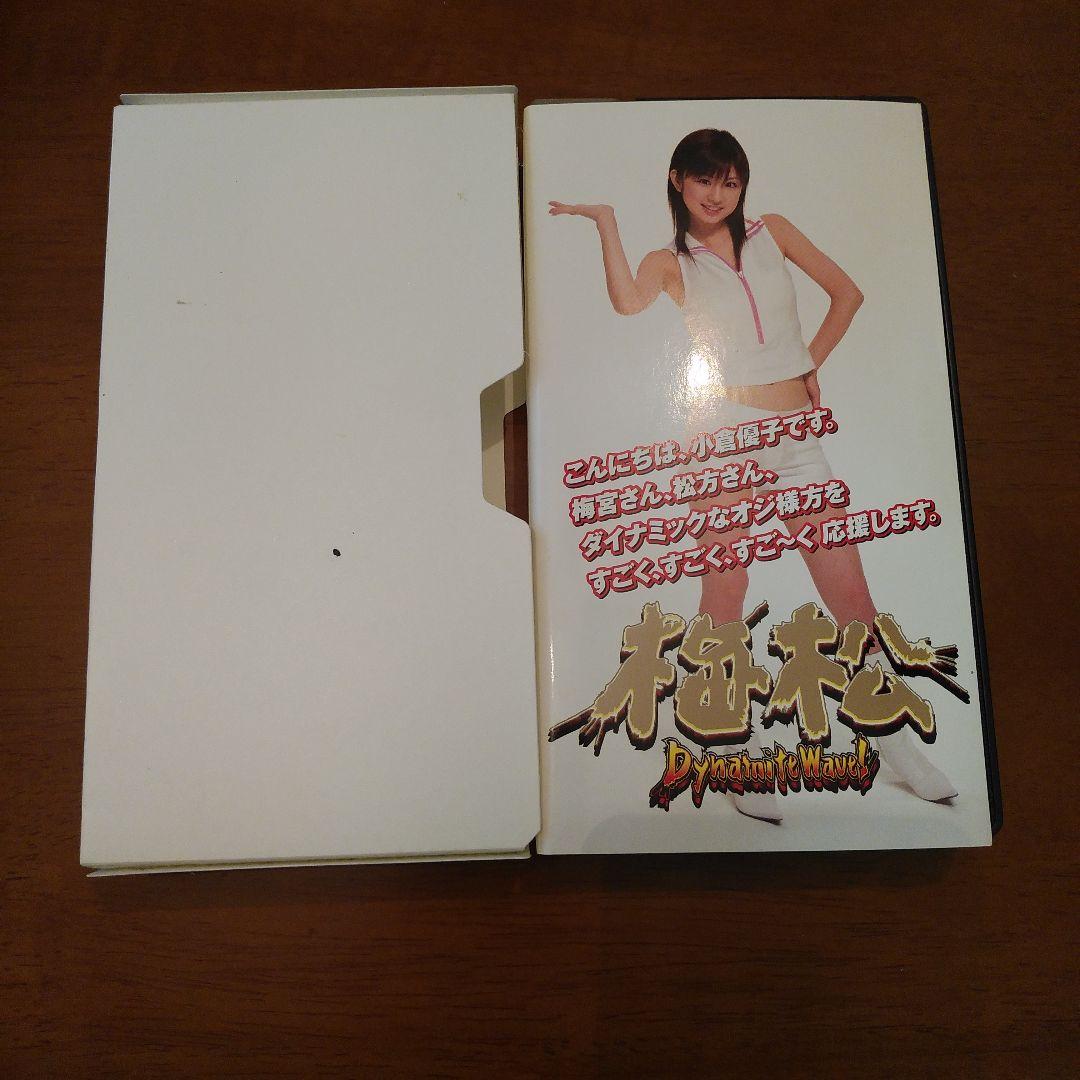 こんにちは、小倉優子です。
梅宮さん、松方さん、
ダイナミックなオジ様方を
すごく、すごく、すご〜く 応援します。
梅松
Dynamite Wave!